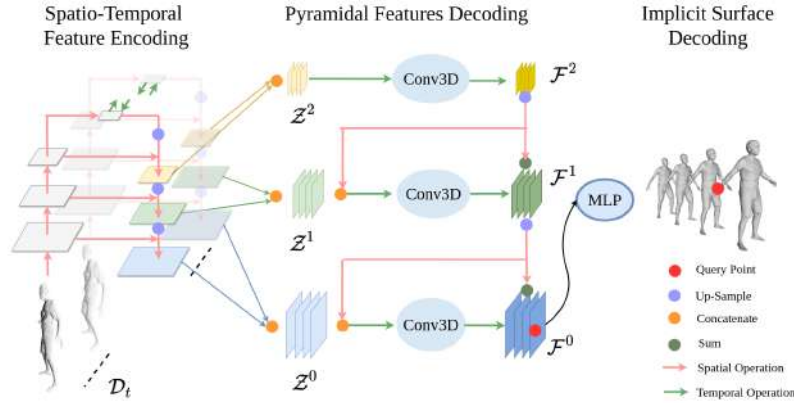 Spatio-Temporal
Feature Encoding
Pyramidal Features Decoding
Implicit Surface
Decoding
Conv3D
𝓕²
𝒵²
Conv3D
𝓕¹
MLP
𝒵¹
Query Point
Up-Sample
Conv3D
Concatenate
𝓕⁰
Sum
𝒵⁰
Spatial Operation
𝒟ₜ
Temporal Operation